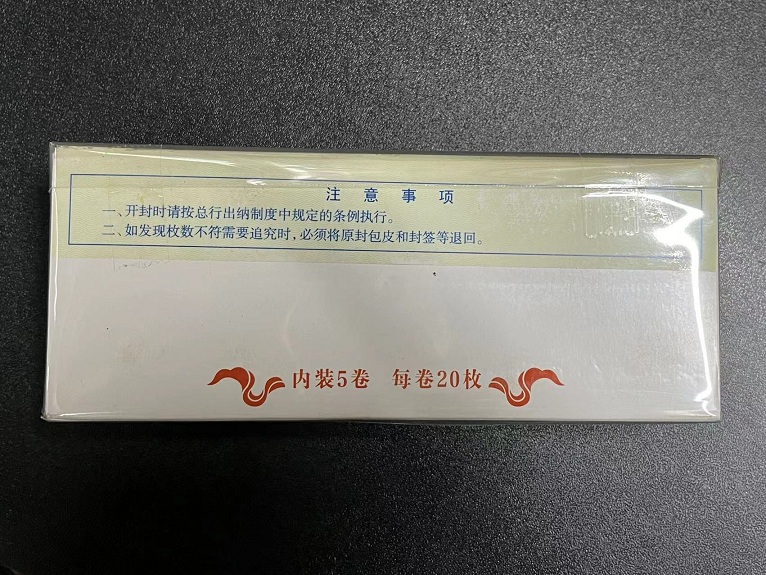 注意事项
一、开封时请按总行出纳制度中规定的条例执行。
二、如发现枚数不符需要追究时，必须将原封包皮和封签等退回。
内装5卷 每卷20枚